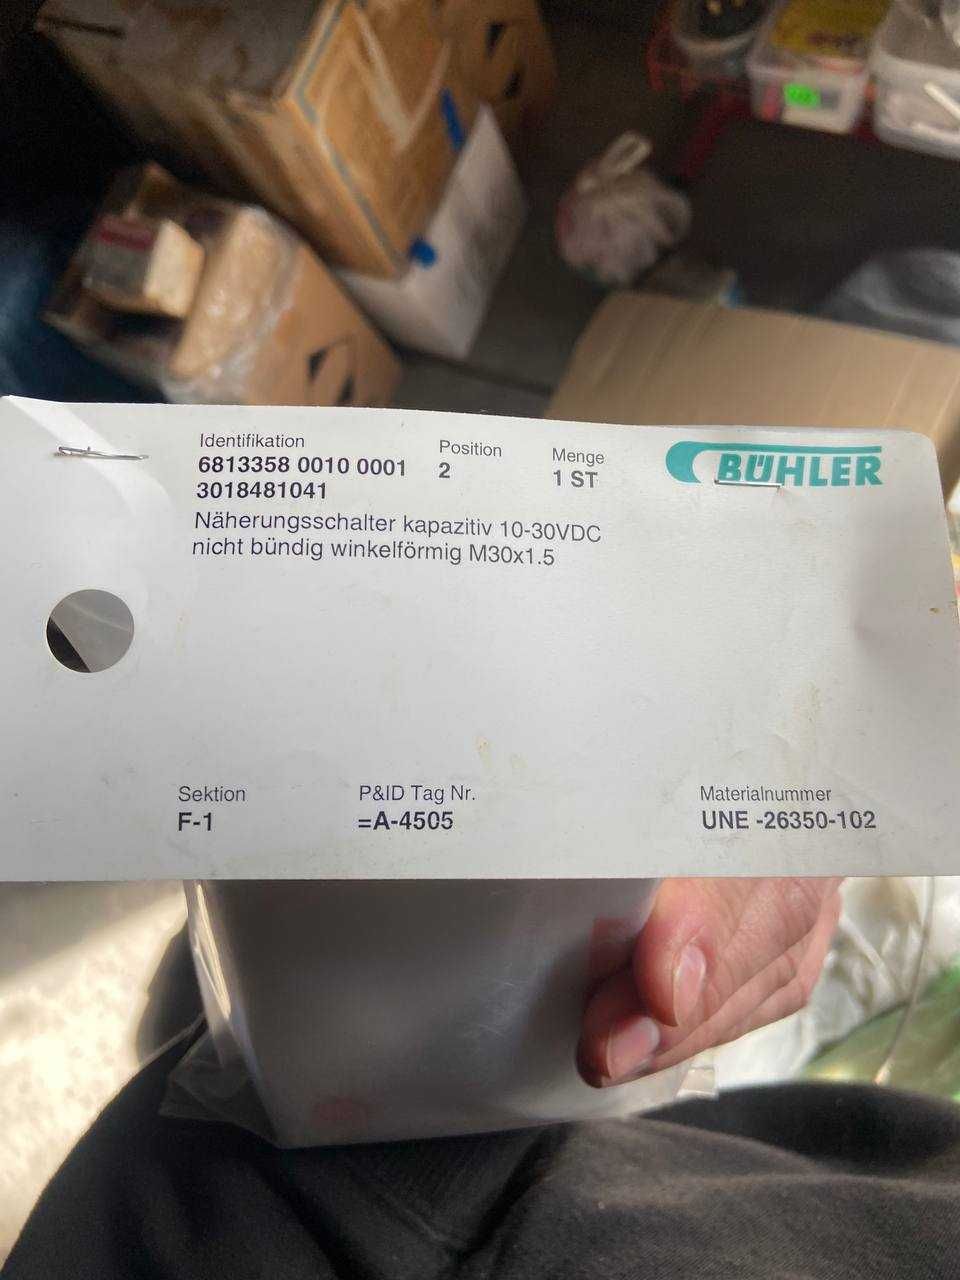 Identifikation
6813358 0010 0001
3018481041
Position
2
Menge
1 ST
BÜHLER
Näherungsschalter kapazitiv 10-30VDC
nicht bündig winkelförmig M30x1.5
Sektion
F-1
P&ID Tag Nr.
=A-4505
Materialnummer
UNE -26350-102